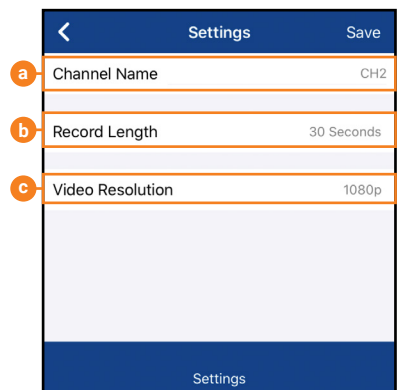 Settings Save
a Channel Name CH2
b Record Length 30 Seconds
c Video Resolution 1080p
Settings